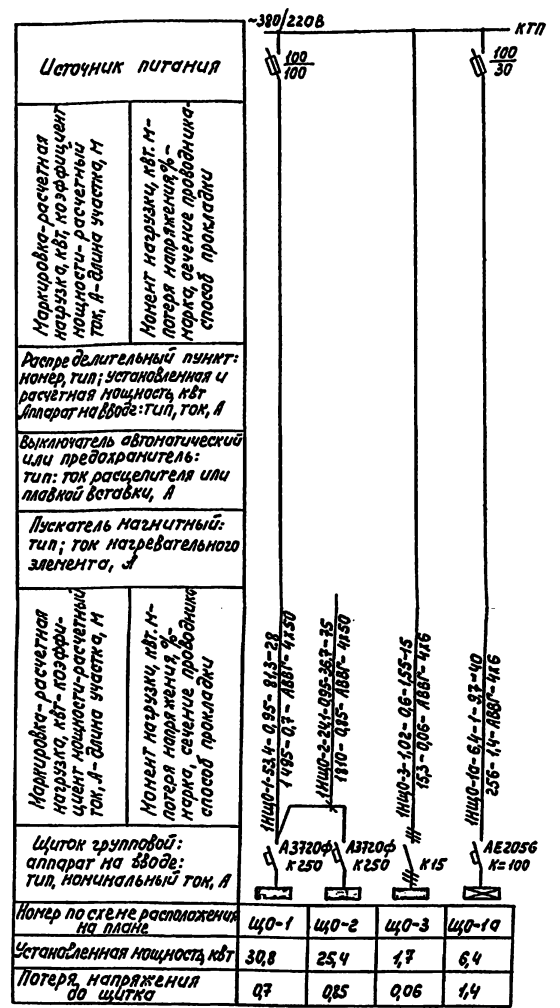 ~380/220В
КТП
100
100
100
30
Источник питания
Маркировка-расчетная
нагрузка, квт, коэффициент
мощности-расчетный
ток, А-длина участка, м
Момент нагрузки, квт. м-
потеря напряжения, %-
марка, сечение проводника-
способ прокладки
Распределительный пункт:
номер, тип; установленная и
расчетная мощность, квт
Аппарат на вводе: тип, ток, А
Выключатель автоматический
или предохранитель:
тип: ток расцепителя или
плавкой вставки, А
Пускатель магнитный:
тип; ток нагревательного
элемента, А
Маркировка-расчетная
нагрузка, квт-коэффи-
циент мощности-расчетный
ток, А-длина участка, м
Момент нагрузки, квт. м-
потеря напряжения, %-
марка, сечение проводника
способ прокладки
1НЩО-1-53,4-0,95-81,3-28
1495-0,7-АВВГ-4х50
1НЩО-2-24,1-0,95-36,7-75
1810-0,85-АВВГ-4х50
1НЩО-3-1,02-0,6-1,55-15
15,3-0,06-АВВГ-4х6
1НЩО-1а-6,4-1-9,7-40
256-1,4-АВВГ-4х6
Щиток групповой:
аппарат на вводе:
тип, номинальный ток, А
А3720ф
К250
А3720ф
К250
К15
АЕ2056
К=100
Номер по схеме расположения
на плане
ЩО-1 ЩО-2 ЩО-3 ЩО-1а
Установленная мощность, квт 30,8 25,4 1,7 6,4
Потеря напряжения
до щитка
0,7 0,85 0,06 1,4